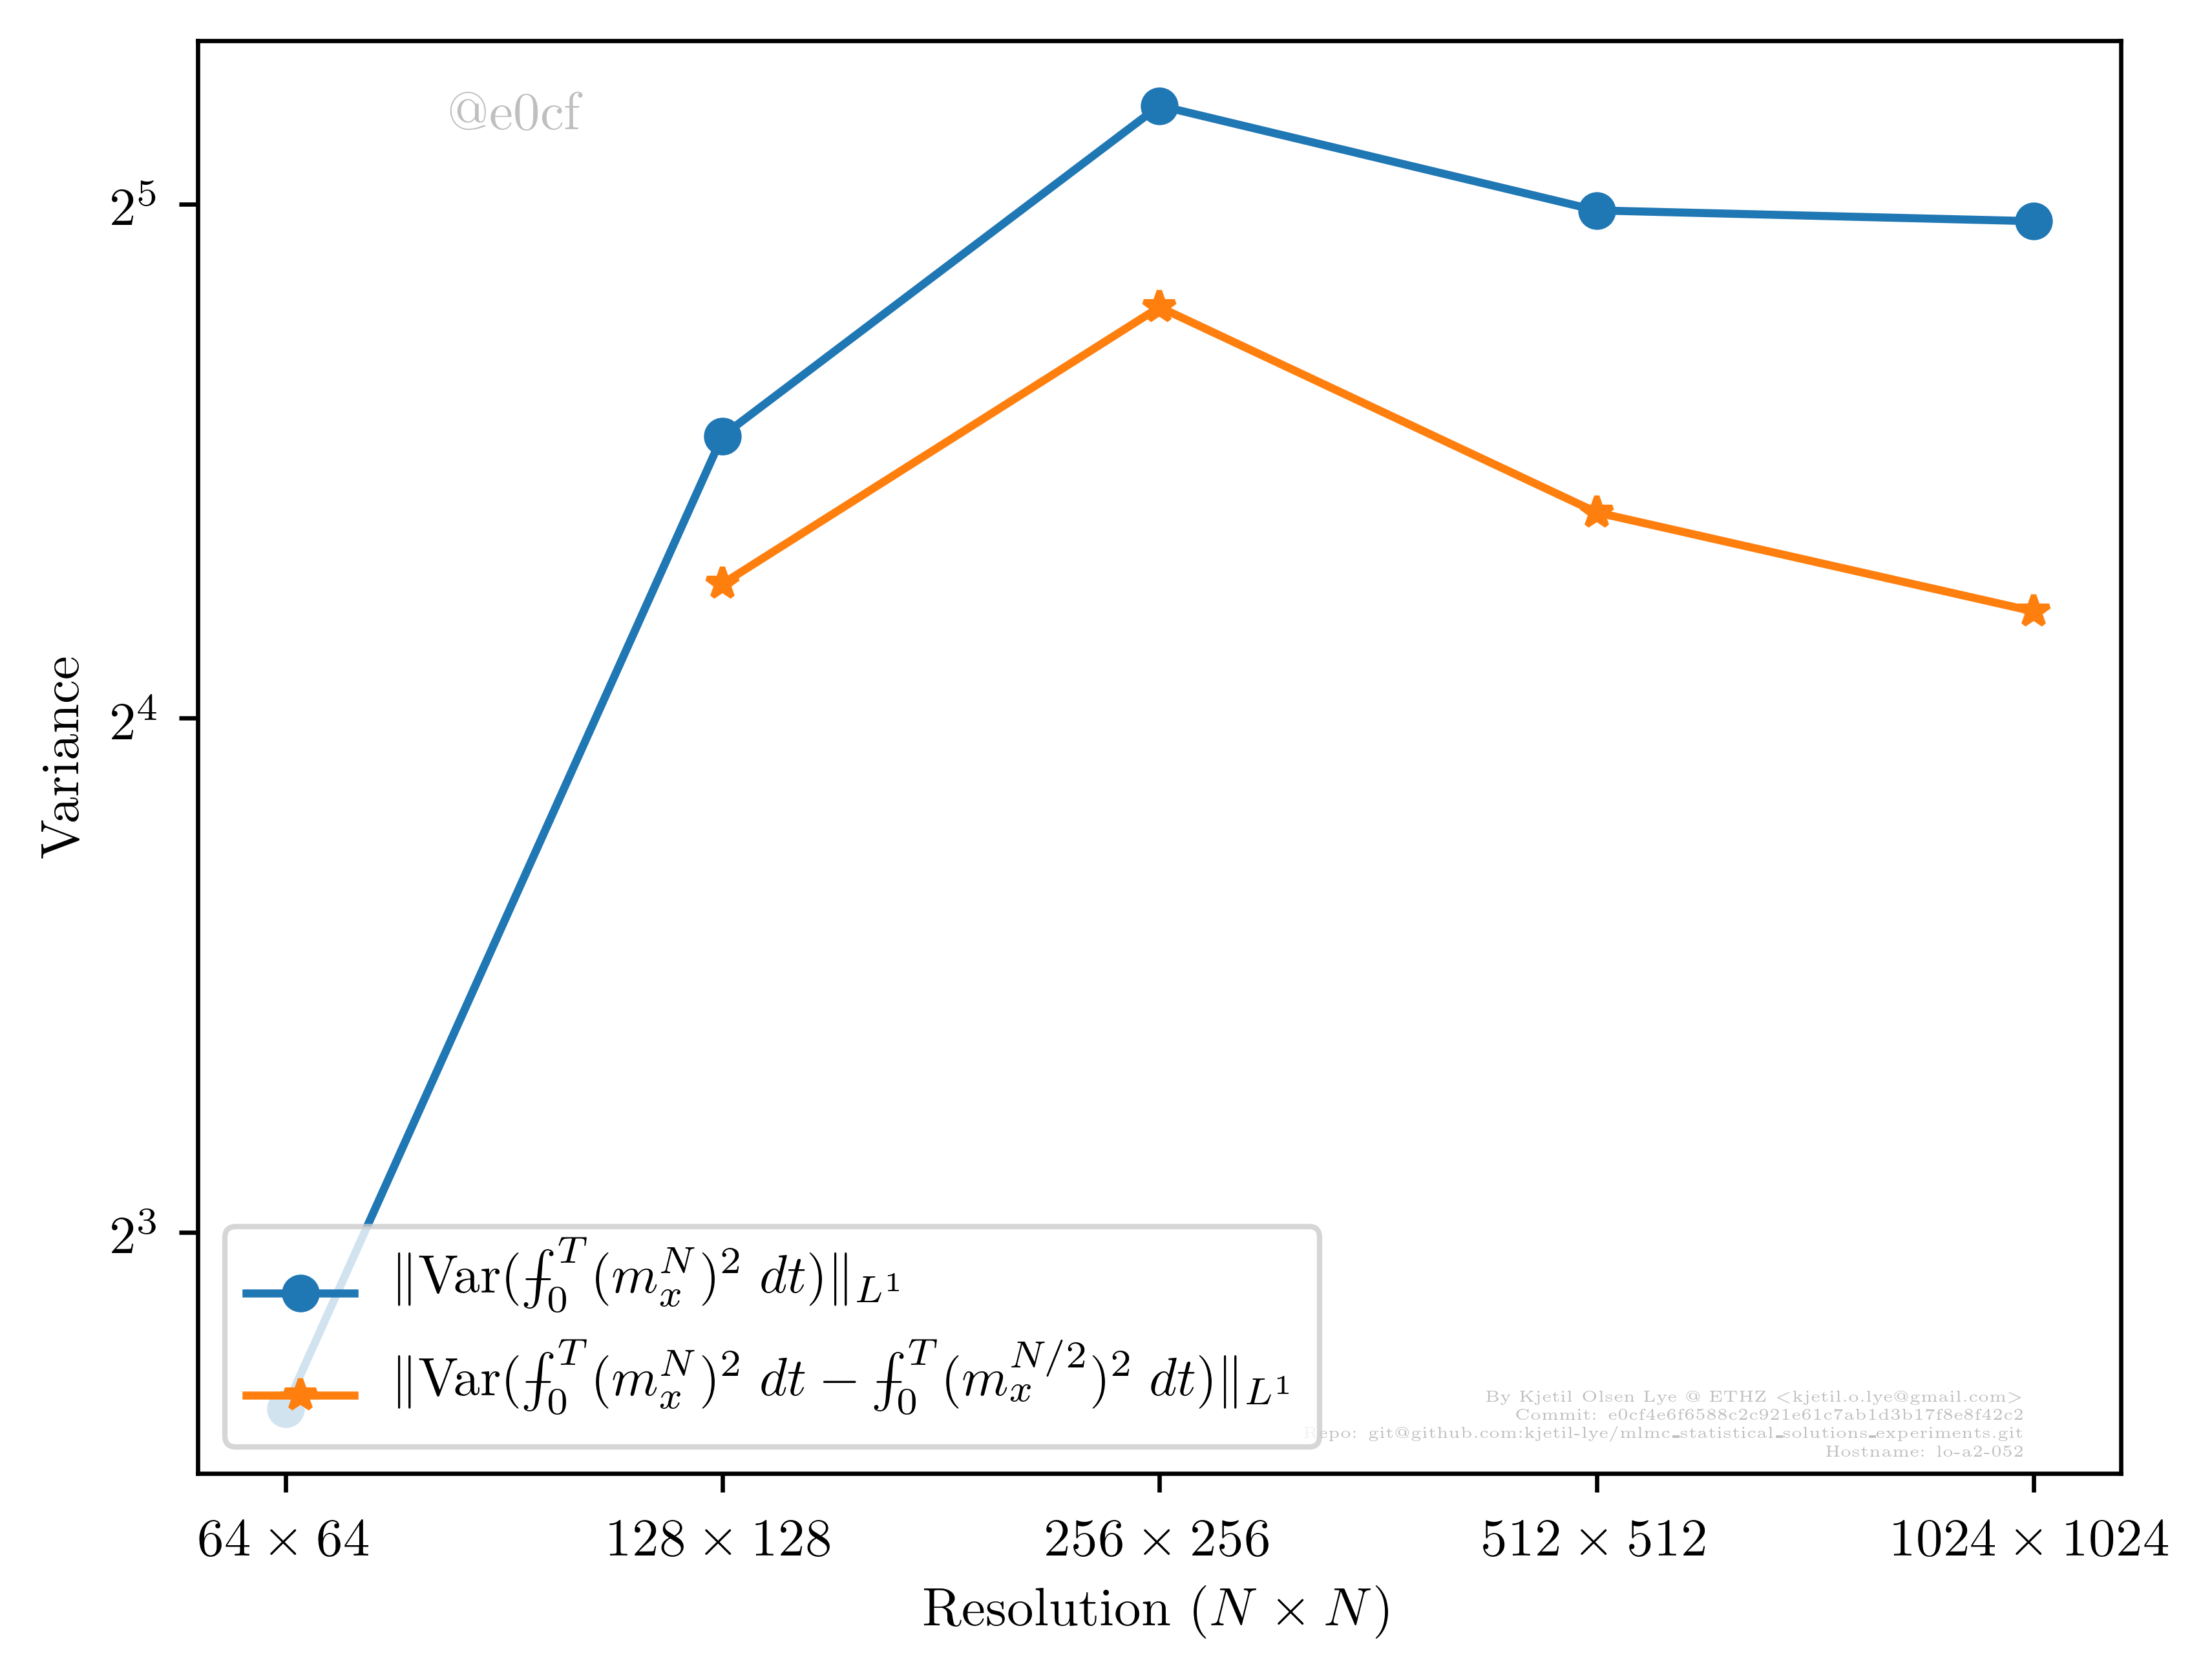 @e0cf
2^5
2^4
2^3
Variance
‖Var(⨍_0^T (m_x^N)^2 dt)‖_{L^1}
‖Var(⨍_0^T (m_x^N)^2 dt − ⨍_0^T (m_x^{N/2})^2 dt)‖_{L^1}
By Kjetil Olsen Lye @ ETHZ <kjetil.o.lye@gmail.com>
Commit: e0cf4e6f6588c2c921e61c7ab1d3b17f8e8f42c2
Repo: git@github.com:kjetil-lye/mlmc_statistical_solutions_experiments.git
Hostname: lo-a2-052
64 × 64 128 × 128 256 × 256 512 × 512 1024 × 1024
Resolution (N × N)